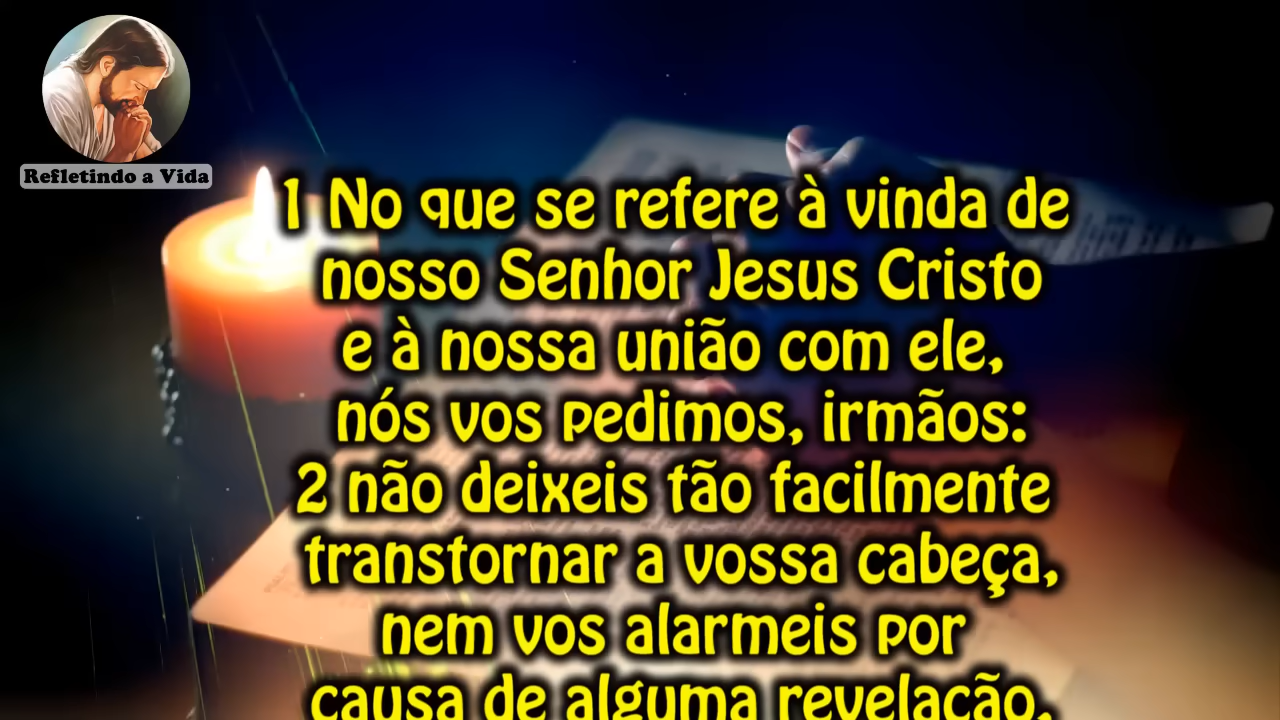 Refletindo a Vida
1 No que se refere à vinda de
nosso Senhor Jesus Cristo
e à nossa união com ele,
nós vos pedimos, irmãos:
2 não deixeis tão facilmente
transtornar a vossa cabeça,
nem vos alarmeis por
causa de alguma revelação,